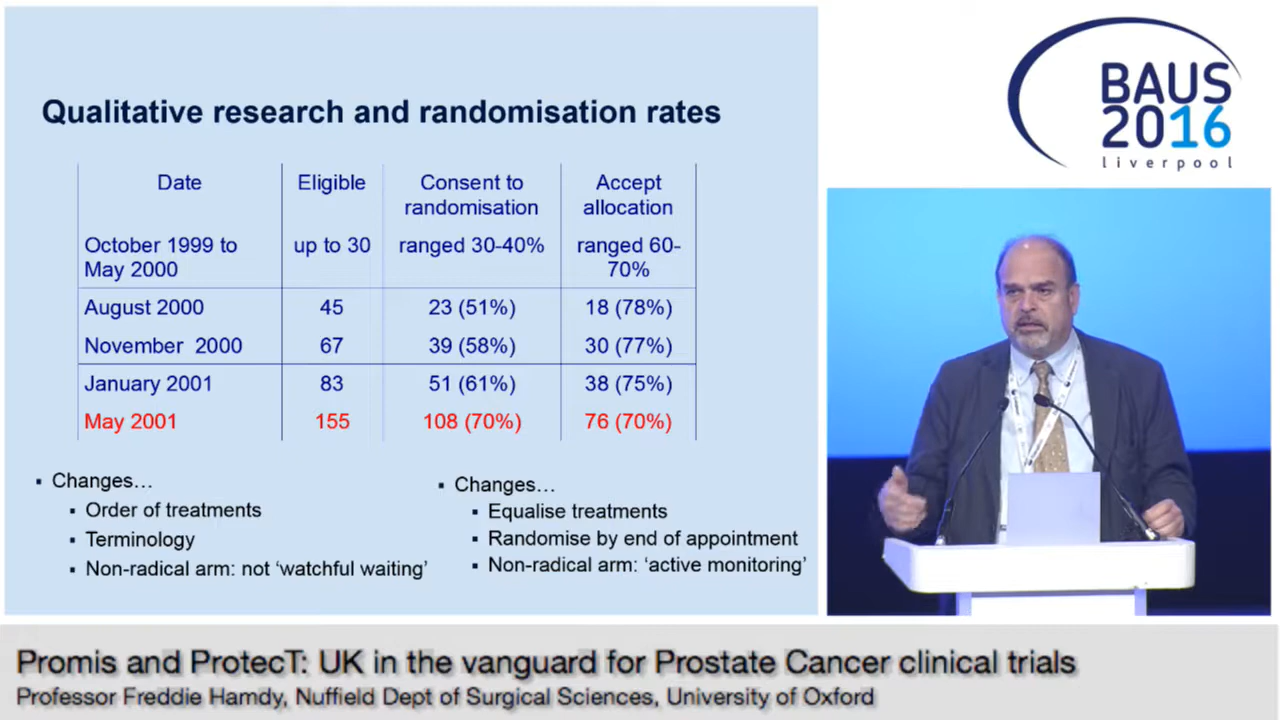 Qualitative research and randomisation rates
Date Eligible Consent to randomisation Accept allocation
October 1999 to May 2000 up to 30 ranged 30-40% ranged 60-70%
August 2000 45 23 (51%) 18 (78%)
November 2000 67 39 (58%) 30 (77%)
January 2001 83 51 (61%) 38 (75%)
May 2001 155 108 (70%) 76 (70%)
▪ Changes…
▪ Order of treatments
▪ Terminology
▪ Non-radical arm: not ‘watchful waiting’
▪ Changes…
▪ Equalise treatments
▪ Randomise by end of appointment
▪ Non-radical arm: ‘active monitoring’
BAUS
2016
liverpool
Promis and ProtecT: UK in the vanguard for Prostate Cancer clinical trials
Professor Freddie Hamdy, Nuffield Dept of Surgical Sciences, University of Oxford